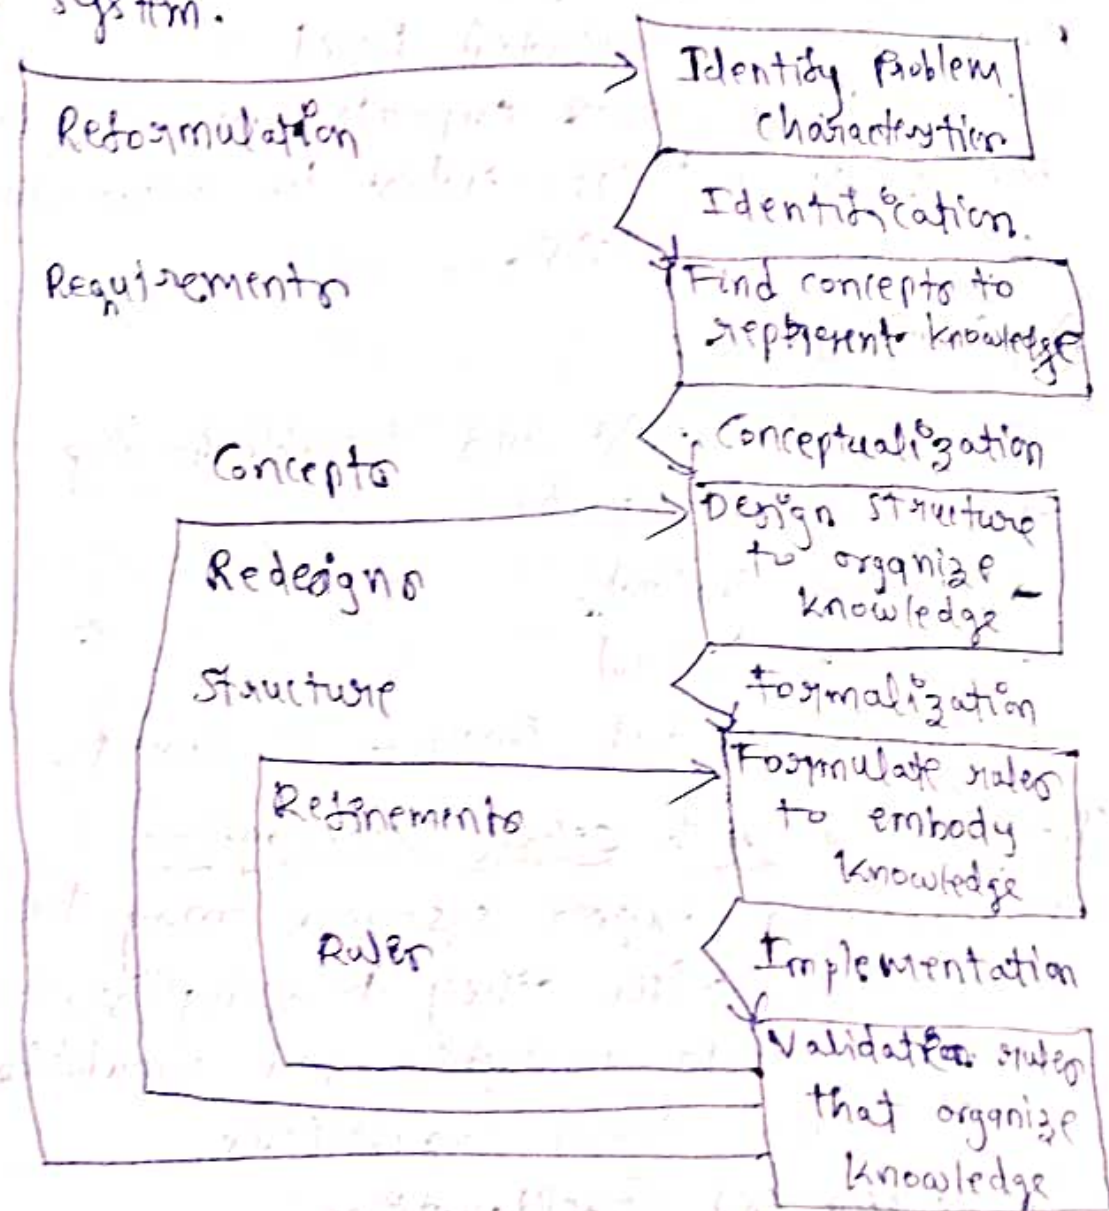 system.
Identify Problem
Reformulation
characteristics
Identification.
Requirements
Find concepts to
represent knowledge
Conceptualization
Concepts
Design structure
Redesigns
to organize
knowledge
Structure
formalization
Formulate rules
Refinements
to embody
knowledge
Rules
Implementation
Validation rules
that organize
knowledge